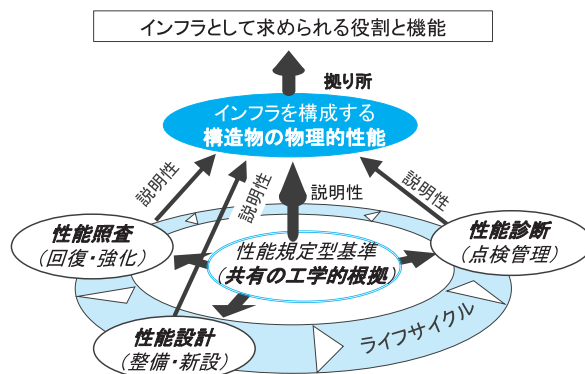 インフラとして求められる役割と機能
拠り所
インフラを構成する
構造物の物理的性能
説明性
説明性
説明性
説明性
性能照査
(回復・強化)
性能規定型基準
(共有の工学的根拠)
性能診断
(点検管理)
性能設計
(整備・新設)
ライフサイクル